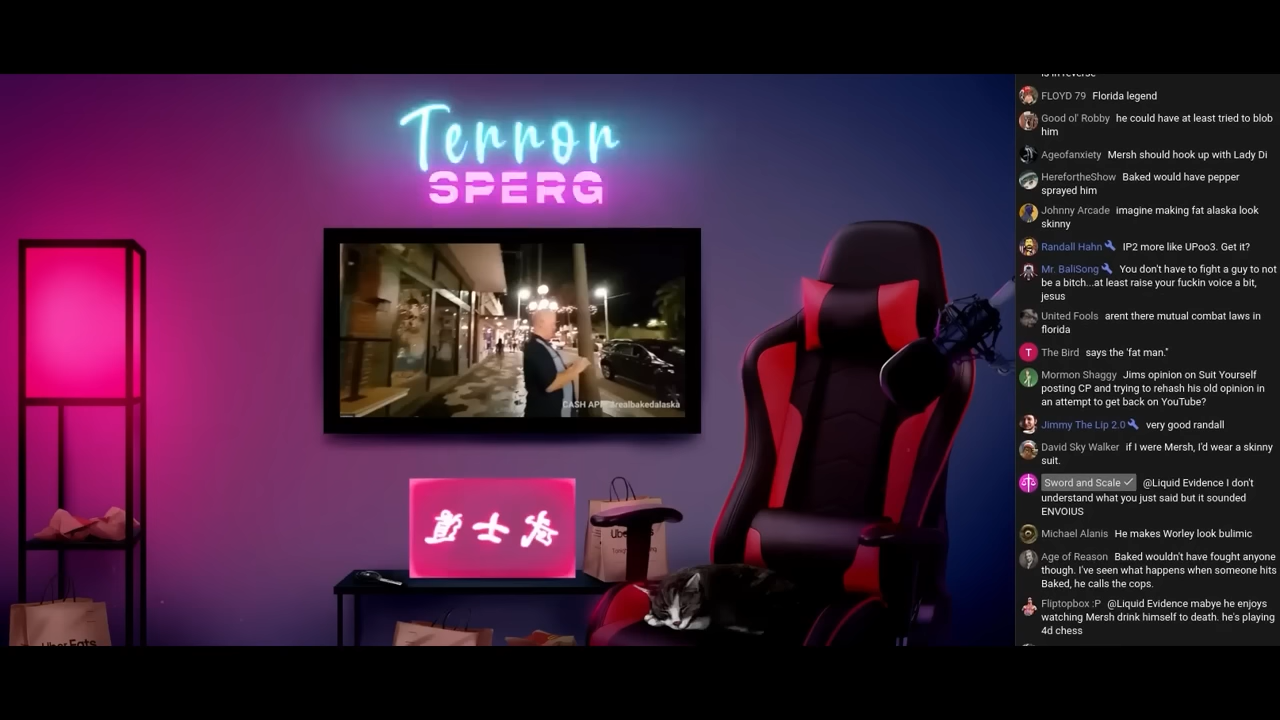 Terror
SPERG
CASH APP: $realbakedalaska
武士道
Uber
Uber Eats
is in reverse
FLOYD 79 Florida legend
Good ol' Robby he could have at least tried to blob
him
Ageofanxiety Mersh should hook up with Lady Di
HerefortheShow Baked would have pepper
sprayed him
Johnny Arcade imagine making fat alaska look
skinny
Randall Hahn IP2 more like UPoo3. Get it?
Mr. BaliSong You don't have to fight a guy to not
be a bitch...at least raise your fuckin voice a bit,
jesus
United Fools arent there mutual combat laws in
florida
T The Bird says the 'fat man."
Mormon Shaggy Jims opinion on Suit Yourself
posting CP and trying to rehash his old opinion in
an attempt to get back on YouTube?
Jimmy The Lip 2.0 very good randall
David Sky Walker if I were Mersh, I'd wear a skinny
suit.
Sword and Scale @Liquid Evidence I don't
understand what you just said but it sounded
ENVOIUS
Michael Alanis He makes Worley look bulimic
Age of Reason Baked wouldn't have fought anyone
though. I've seen what happens when someone hits
Baked, he calls the cops.
Fliptopbox :P @Liquid Evidence mabye he enjoys
watching Mersh drink himself to death. he's playing
4d chess